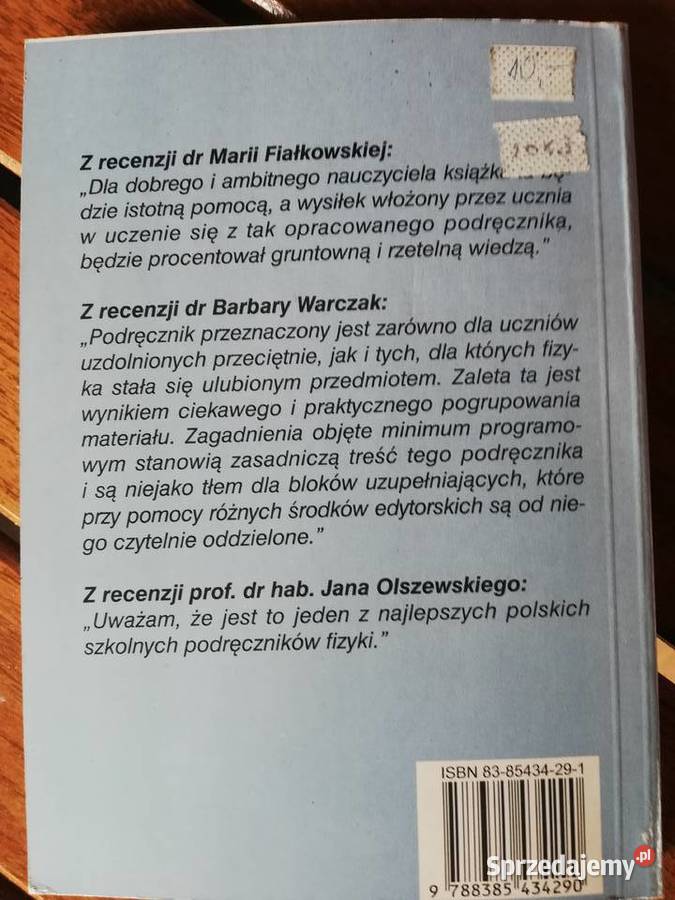 10,-
Z recenzji dr Marii Fiałkowskiej:
„Dla dobrego i ambitnego nauczyciela książk bę-
dzie istotną pomocą, a wysiłek włożony przez ucznia
w uczenie się z tak opracowanego podręcznika,
będzie procentował gruntowną i rzetelną wiedzą."
Z recenzji dr Barbary Warczak:
„Podręcznik przeznaczony jest zarówno dla uczniów
uzdolnionych przeciętnie, jak i tych, dla których fizy-
ka stała się ulubionym przedmiotem. Zaleta ta jest
wynikiem ciekawego i praktycznego pogrupowania
materiału. Zagadnienia objęte minimum programo-
wym stanowią zasadniczą treść tego podręcznika
i są niejako tłem dla bloków uzupełniających, które
przy pomocy różnych środków edytorskich są od nie-
go czytelnie oddzielone."
Z recenzji prof. dr hab. Jana Olszewskiego:
„Uważam, że jest to jeden z najlepszych polskich
szkolnych podręczników fizyki."
ISBN 83-85434-29-1
9 788385 434290
Sprzedajemy.pl